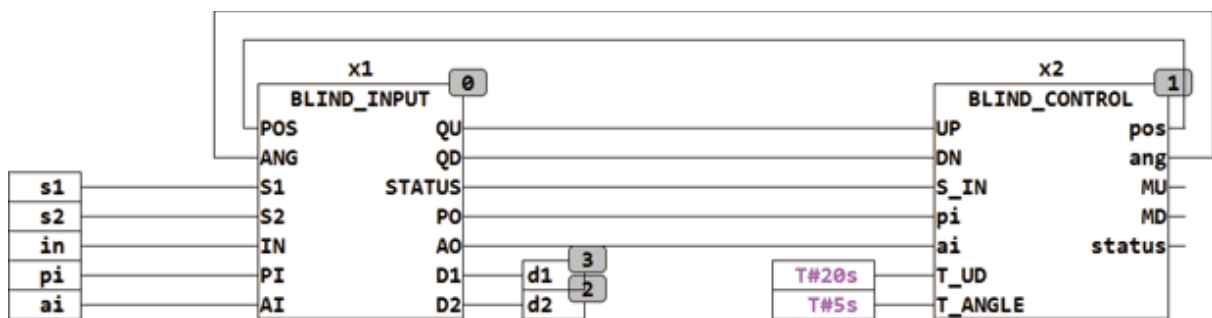 x1 x2
0 1
BLIND_INPUT BLIND_CONTROL
POS QU UP pos
ANG QD DN ang
s1 S1 STATUS S_IN MU
s2 S2 PO pi MD
in IN AO ai status
3
pi PI D1 d1 T#20s T_UD
2
ai AI D2 d2 T#5s T_ANGLE